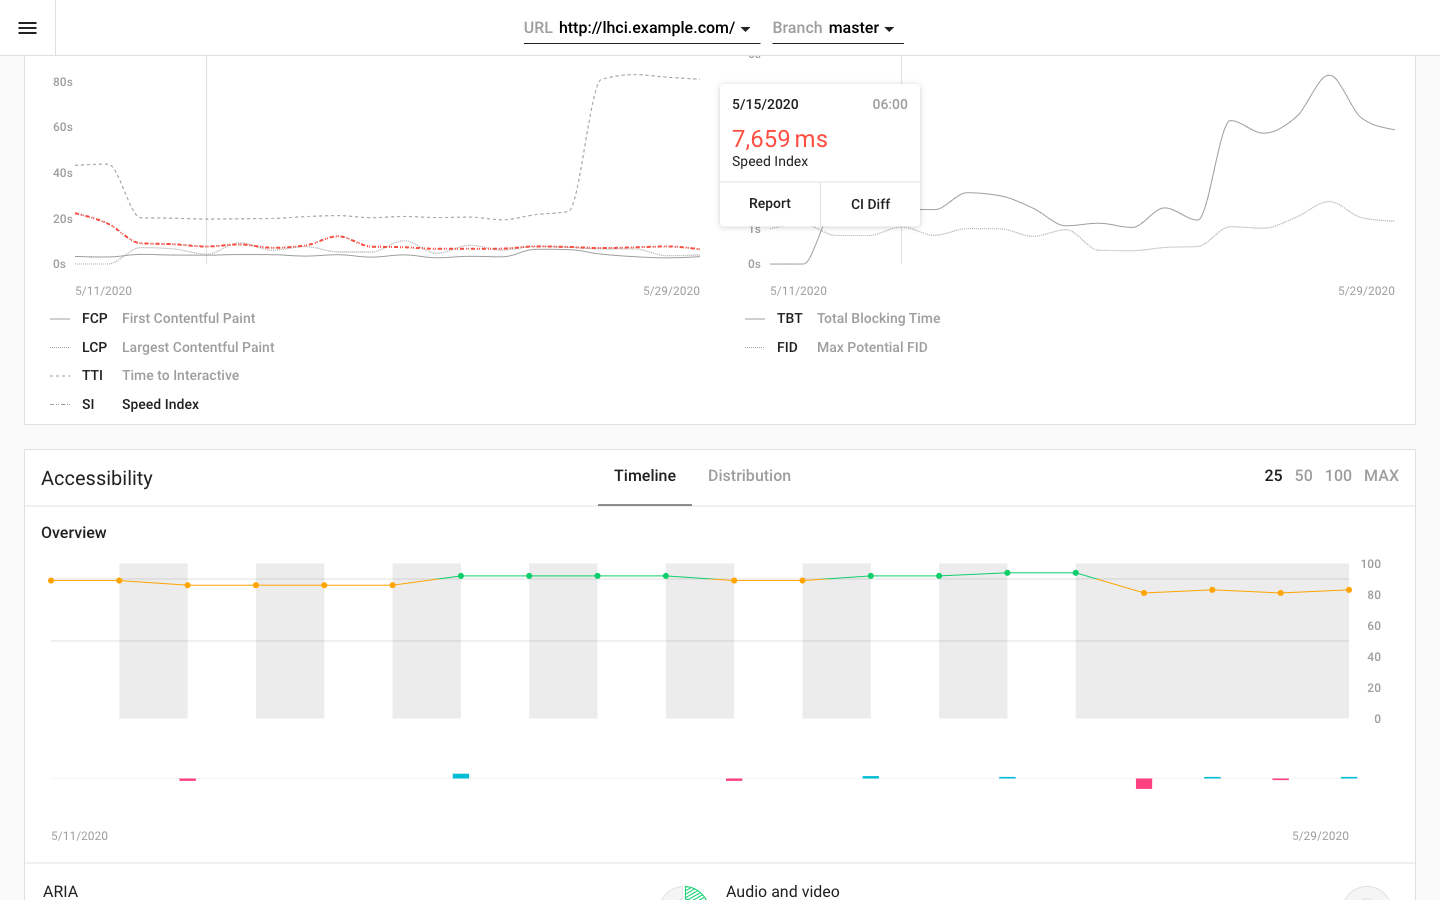 URL http://lhci.example.com/ Branch master
80s
60s
40s
20s
0s
5/11/2020 5/29/2020
FCP First Contentful Paint
LCP Largest Contentful Paint
TTI Time to Interactive
SI Speed Index
5/15/2020 06:00
7,659 ms
Speed Index
Report CI Diff
1s
0s
5/11/2020 5/29/2020
TBT Total Blocking Time
FID Max Potential FID
Accessibility Timeline Distribution 25 50 100 MAX
Overview
100
80
60
40
20
0
5/11/2020 5/29/2020
ARIA Audio and video